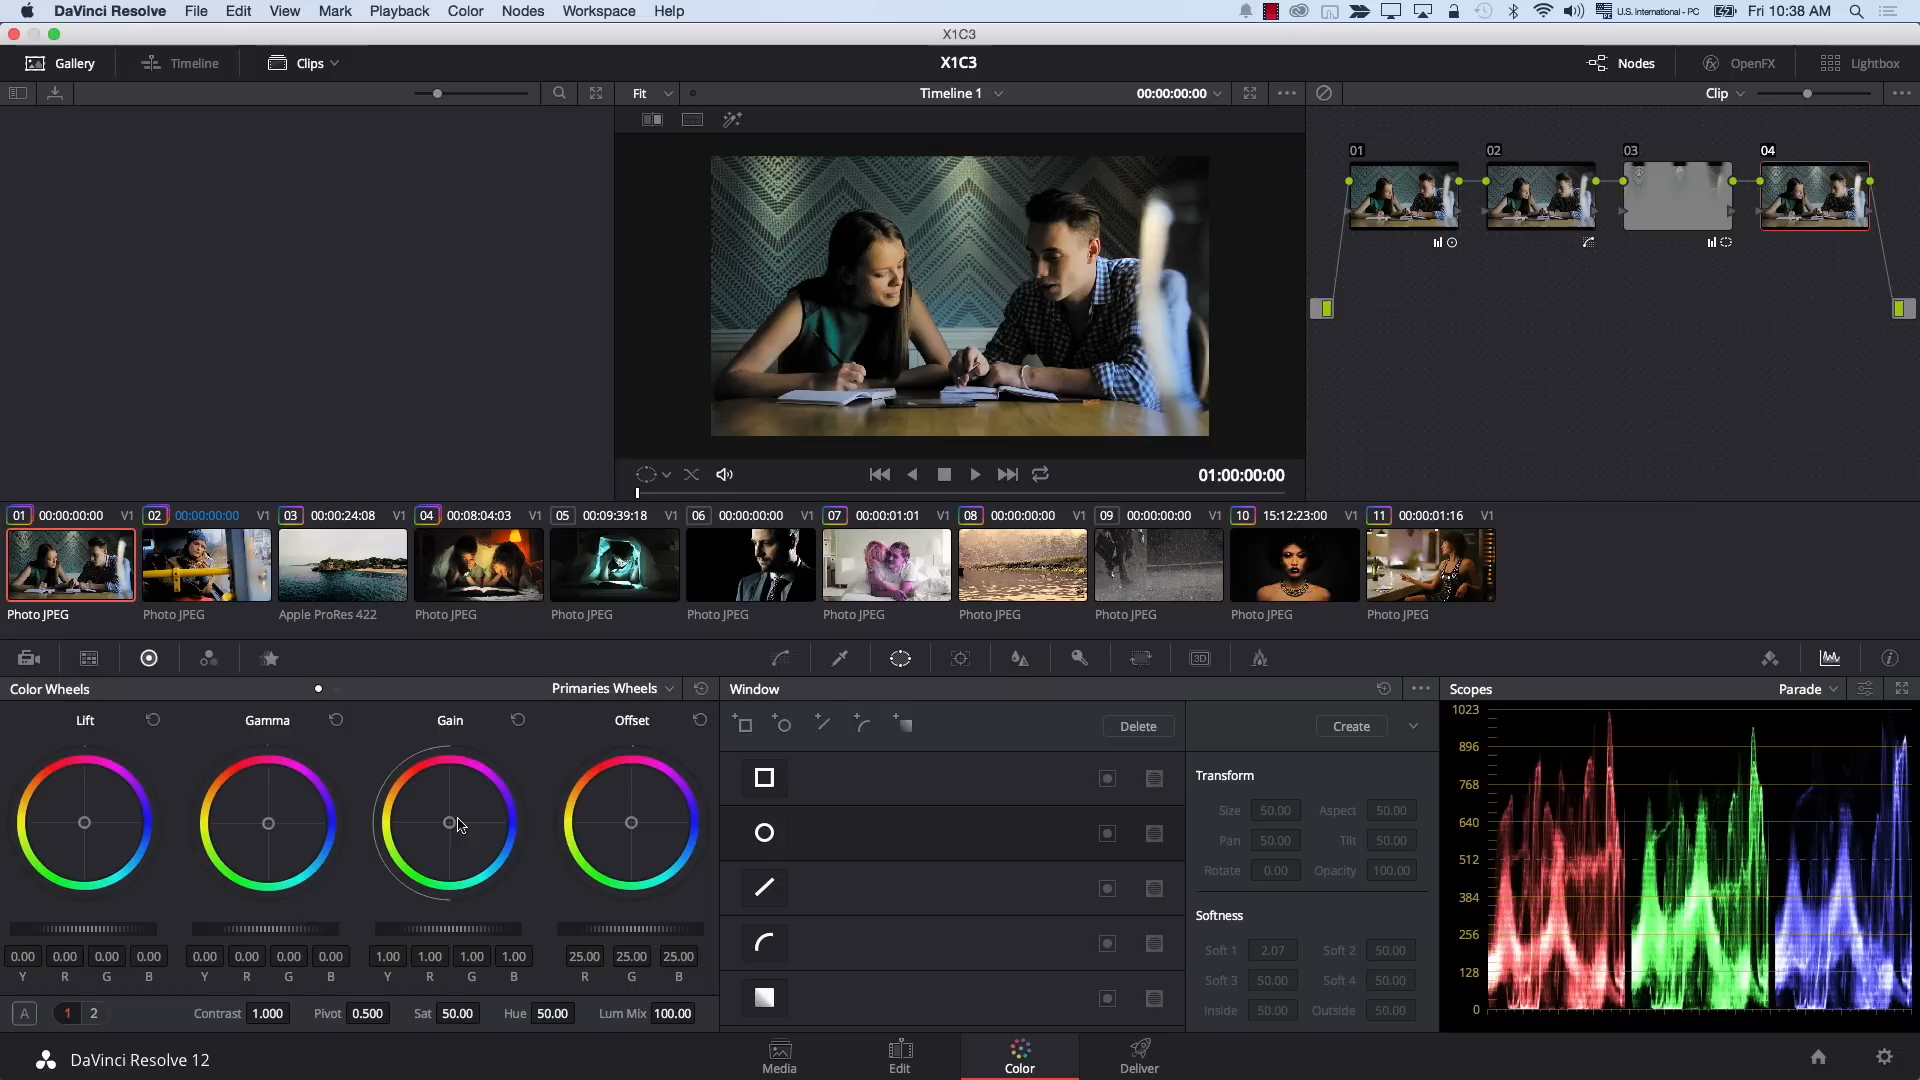 DaVinci Resolve File Edit View Mark Playback Color Nodes Workspace Help U.S. International - PC Fri 10:38 AM
X1C3
Gallery Timeline Clips X1C3 Nodes OpenFX Lightbox
Fit Timeline 1 00:00:00:00 Clip
01 02 03 04
01:00:00:00
01 00:00:00:00 V1 02 00:00:00:00 V1 03 00:00:24:08 V1 04 00:08:04:03 V1 05 00:09:39:18 V1 06 00:00:00:00 V1 07 00:00:01:01 V1 08 00:00:00:00 V1 09 00:00:00:00 V1 10 15:12:23:00 V1 11 00:00:01:16 V1
Photo JPEG Photo JPEG Apple ProRes 422 Photo JPEG Photo JPEG Photo JPEG Photo JPEG Photo JPEG Photo JPEG Photo JPEG Photo JPEG
3D
Color Wheels Primaries Wheels Window Scopes Parade
Lift Gamma Gain Offset
Delete Create
Transform
Size 50.00 Aspect 50.00
Pan 50.00 Tilt 50.00
Rotate 0.00 Opacity 100.00
Softness
Soft 1 2.07 Soft 2 50.00
Soft 3 50.00 Soft 4 50.00
Inside 50.00 Outside 50.00
1023
896
768
640
512
384
256
128
0
0.00 0.00 0.00 0.00 0.00 0.00 0.00 0.00 1.00 1.00 1.00 1.00 25.00 25.00 25.00
Y R G B Y R G B Y R G B R G B
A 1 2 Contrast 1.000 Pivot 0.500 Sat 50.00 Hue 50.00 Lum Mix 100.00
DaVinci Resolve 12 Media Edit Color Deliver